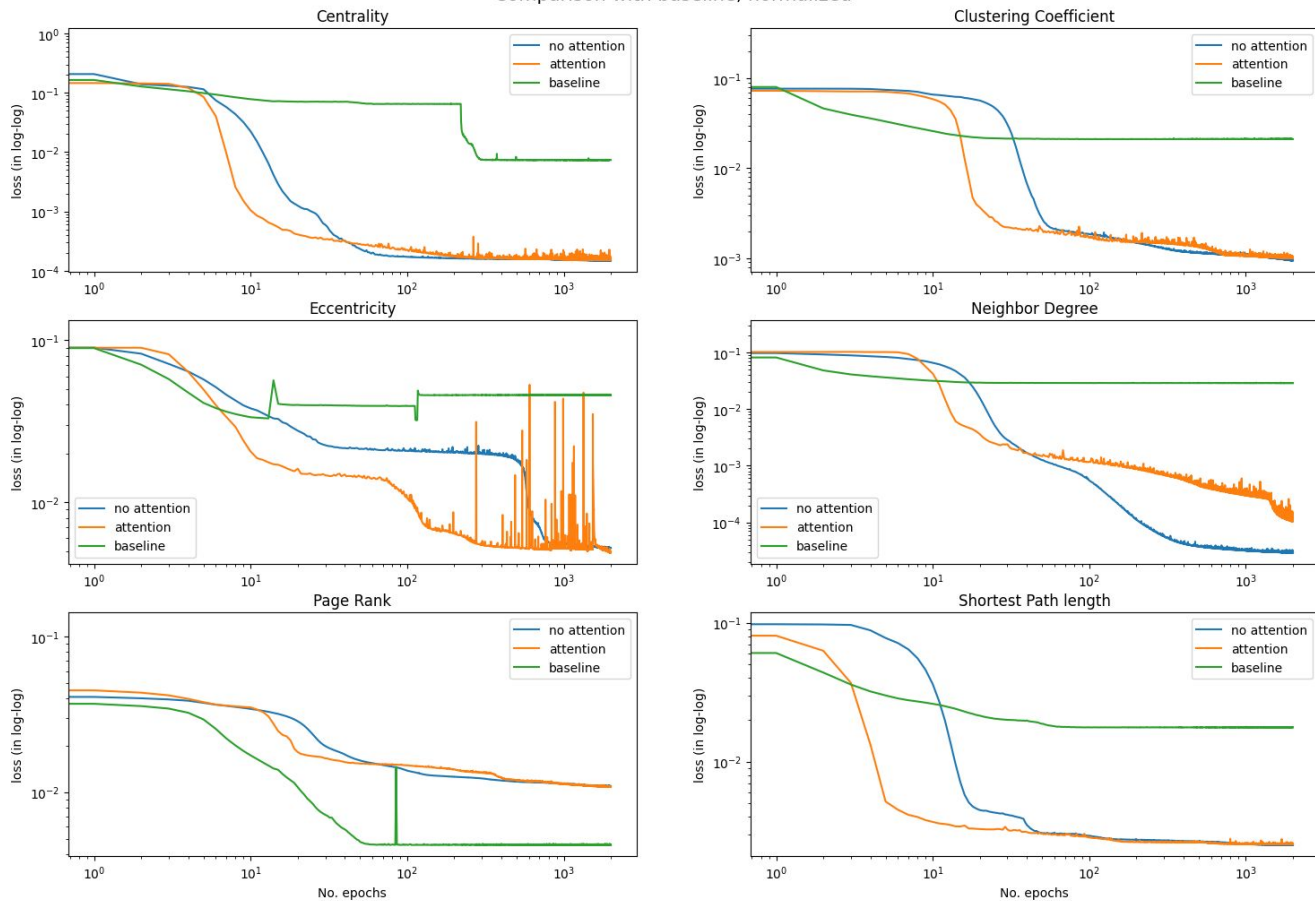 Comparison with baseline, normalized
Centrality
loss (in log-log)
10⁰
10⁻¹
10⁻²
10⁻³
10⁻⁴
10⁰ 10¹ 10² 10³
no attention
attention
baseline
Clustering Coefficient
loss (in log-log)
10⁻¹
10⁻²
10⁻³
10⁰ 10¹ 10² 10³
no attention
attention
baseline
Eccentricity
loss (in log-log)
10⁻¹
10⁻²
10⁰ 10¹ 10² 10³
no attention
attention
baseline
Neighbor Degree
loss (in log-log)
10⁻¹
10⁻²
10⁻³
10⁻⁴
10⁰ 10¹ 10² 10³
no attention
attention
baseline
Page Rank
loss (in log-log)
10⁻¹
10⁻²
10⁰ 10¹ 10² 10³
No. epochs
no attention
attention
baseline
Shortest Path length
loss (in log-log)
10⁻¹
10⁻²
10⁰ 10¹ 10² 10³
No. epochs
no attention
attention
baseline